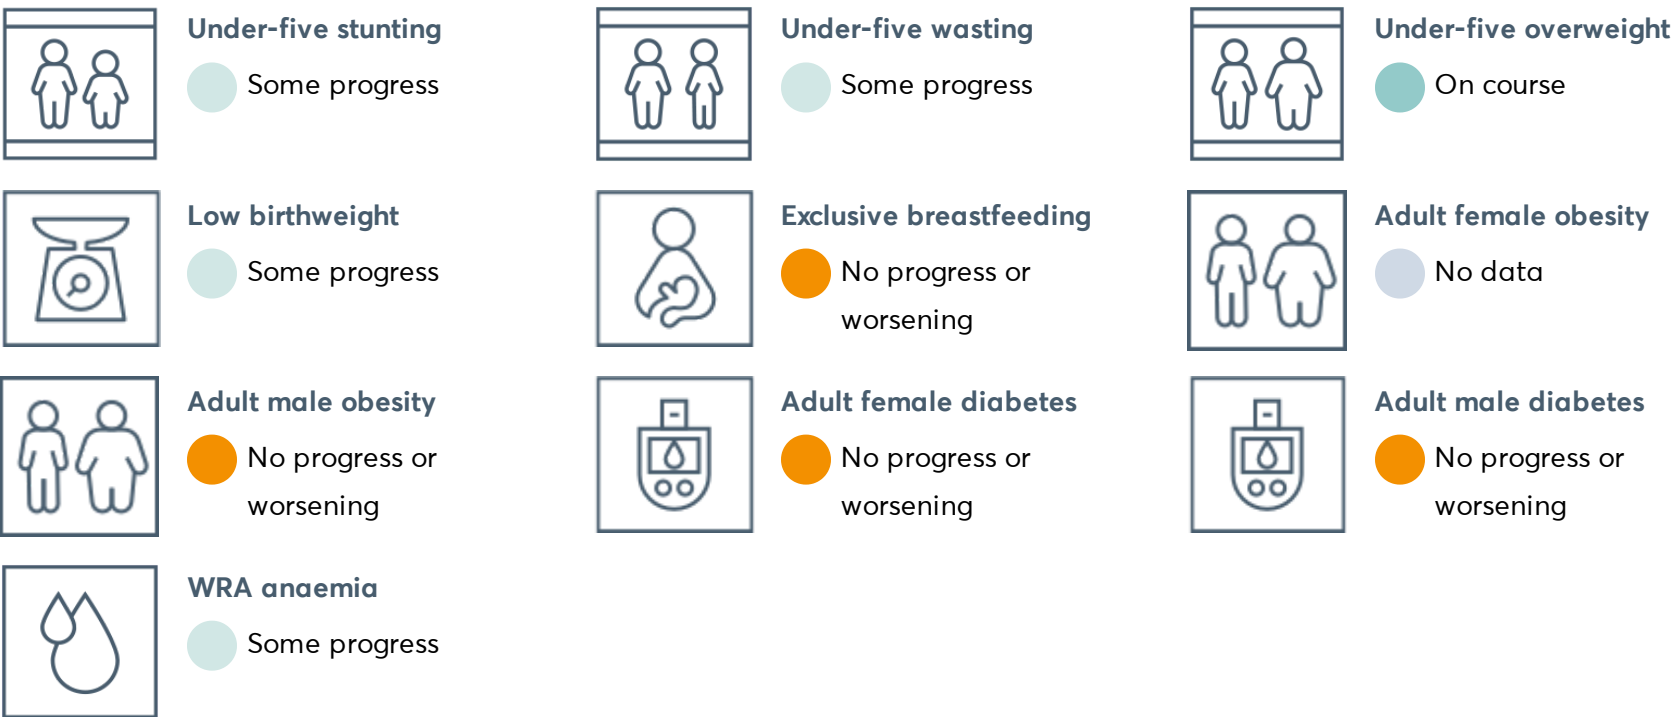 Under-five stunting
Some progress
Under-five wasting
Some progress
Under-five overweight
On course
Low birthweight
Some progress
Exclusive breastfeeding
No progress or
worsening
Adult female obesity
No data
Adult male obesity
No progress or
worsening
Adult female diabetes
No progress or
worsening
Adult male diabetes
No progress or
worsening
WRA anaemia
Some progress